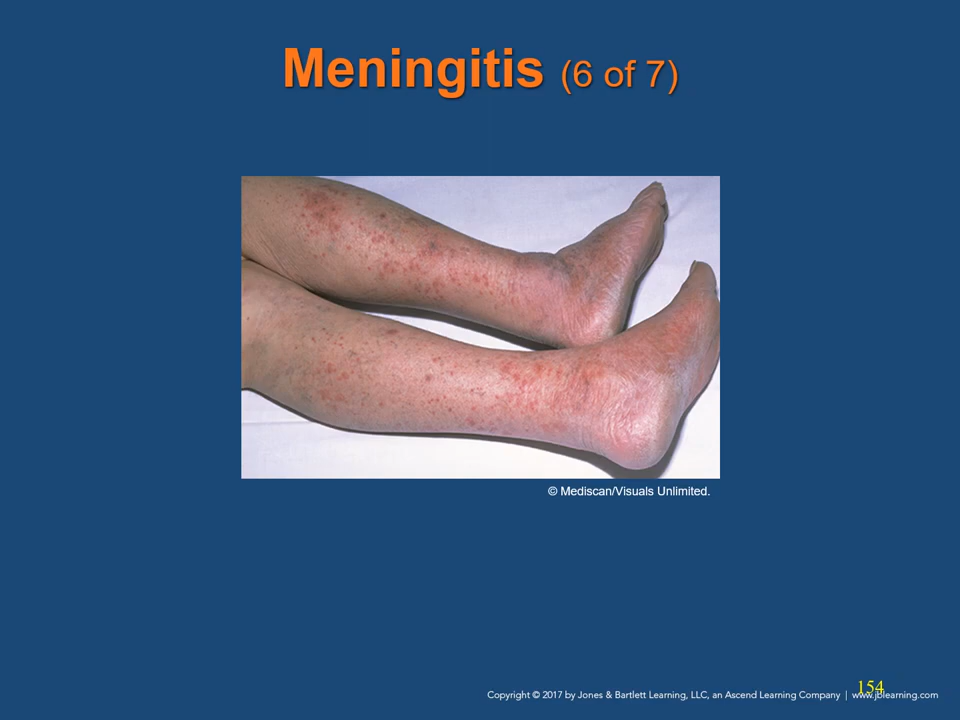 Meningitis (6 of 7)
© Mediscan/Visuals Unlimited.
154
Copyright © 2017 by Jones & Bartlett Learning, LLC, an Ascend Learning Company | www.jblearning.com